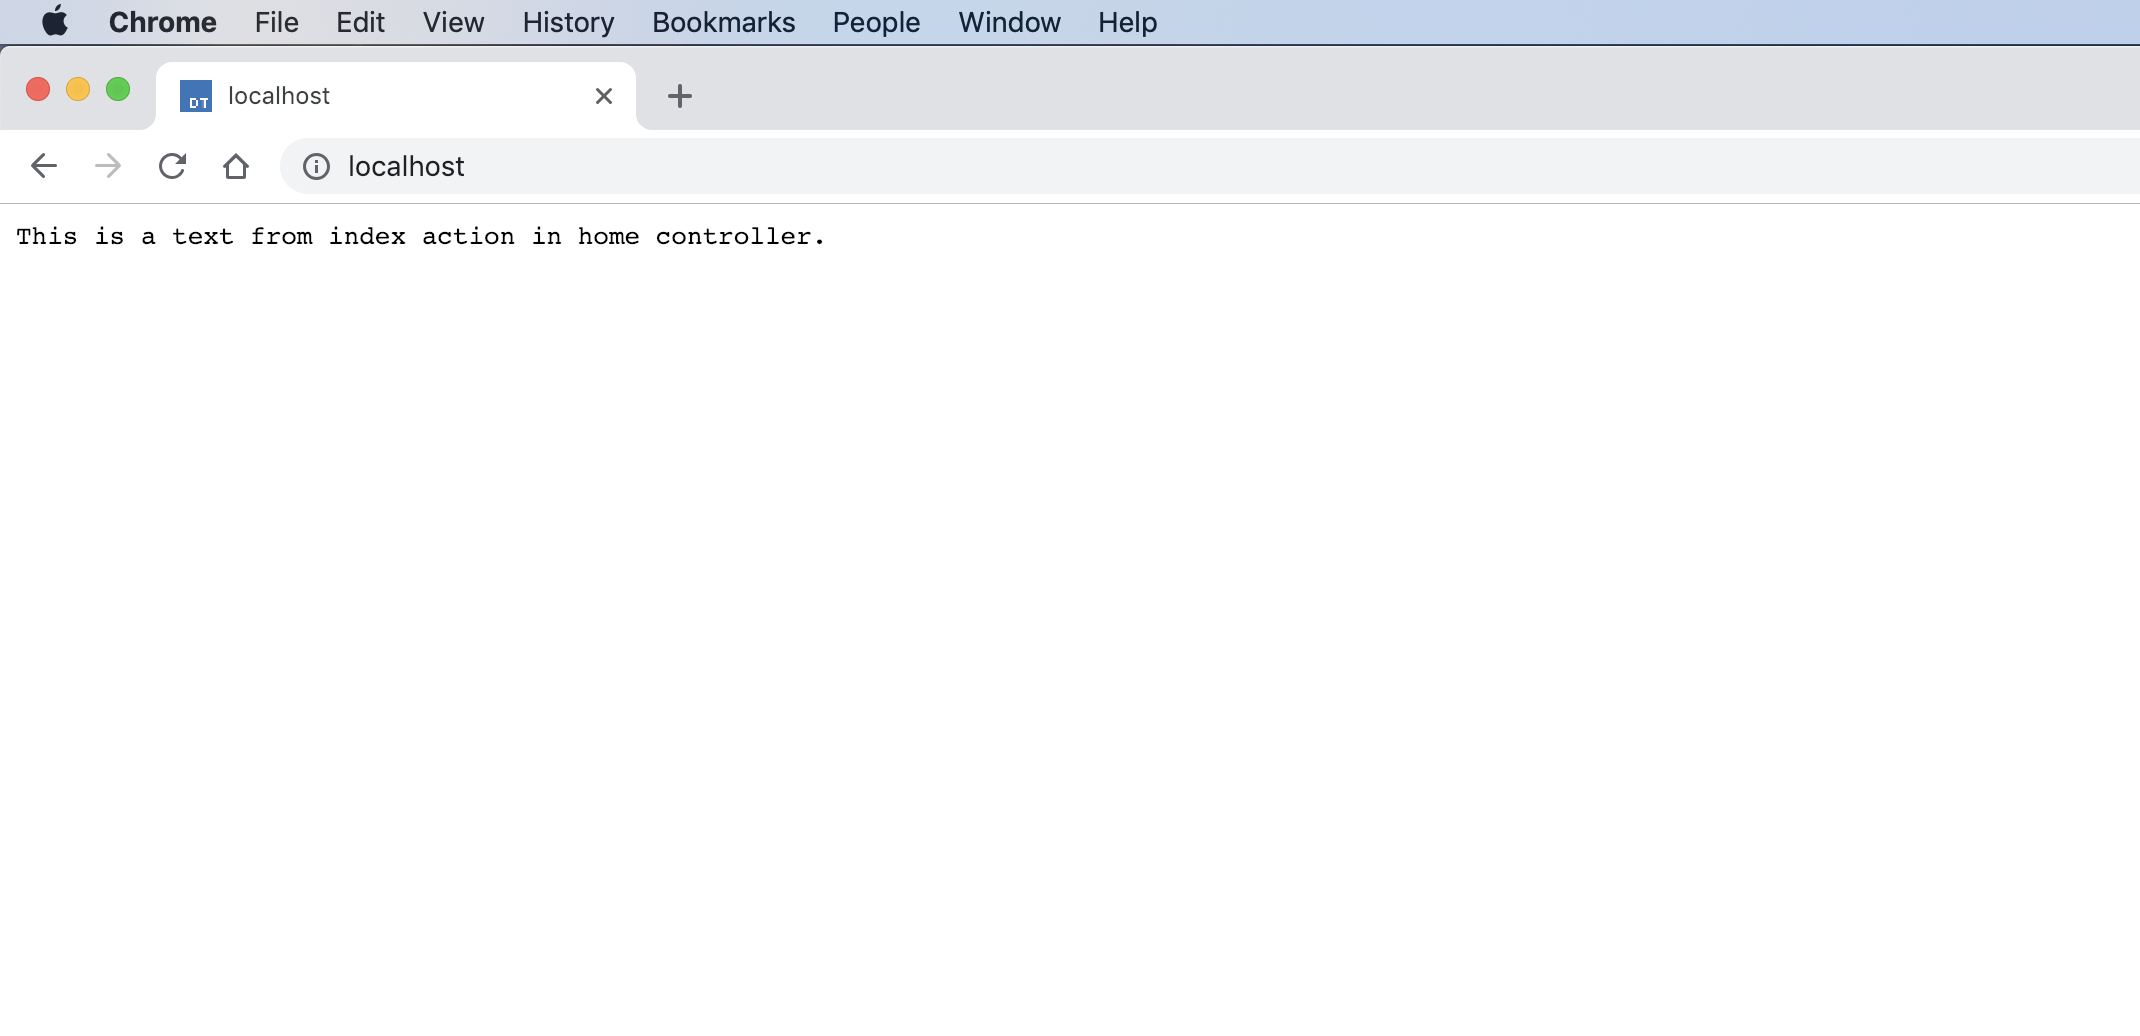 Chrome File Edit View History Bookmarks People Window Help
DT localhost
localhost
This is a text from index action in home controller.